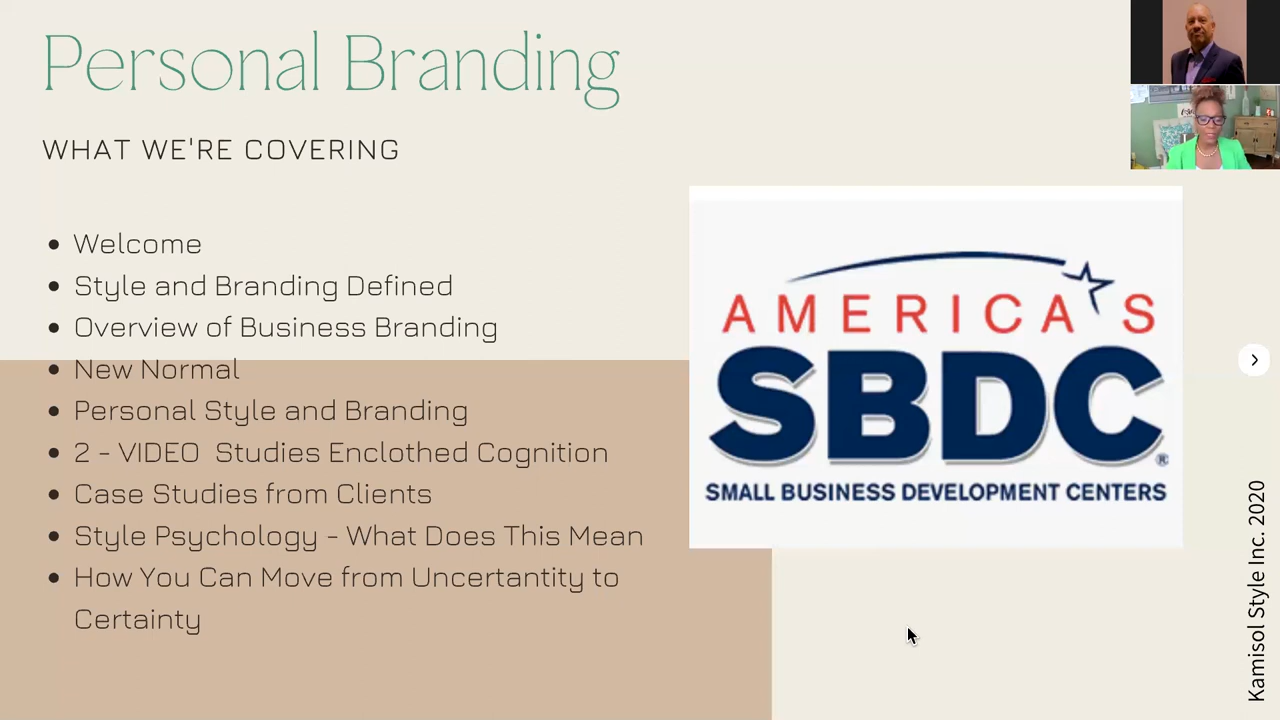 Personal Branding
WHAT WE'RE COVERING
• Welcome
• Style and Branding Defined
• Overview of Business Branding
• New Normal
• Personal Style and Branding
• 2 - VIDEO Studies Enclothed Cognition
• Case Studies from Clients
• Style Psychology - What Does This Mean
• How You Can Move from Uncertantity to
Certainty
AMERICA'S
SBDC®
SMALL BUSINESS DEVELOPMENT CENTERS
Kamisol Style Inc. 2020